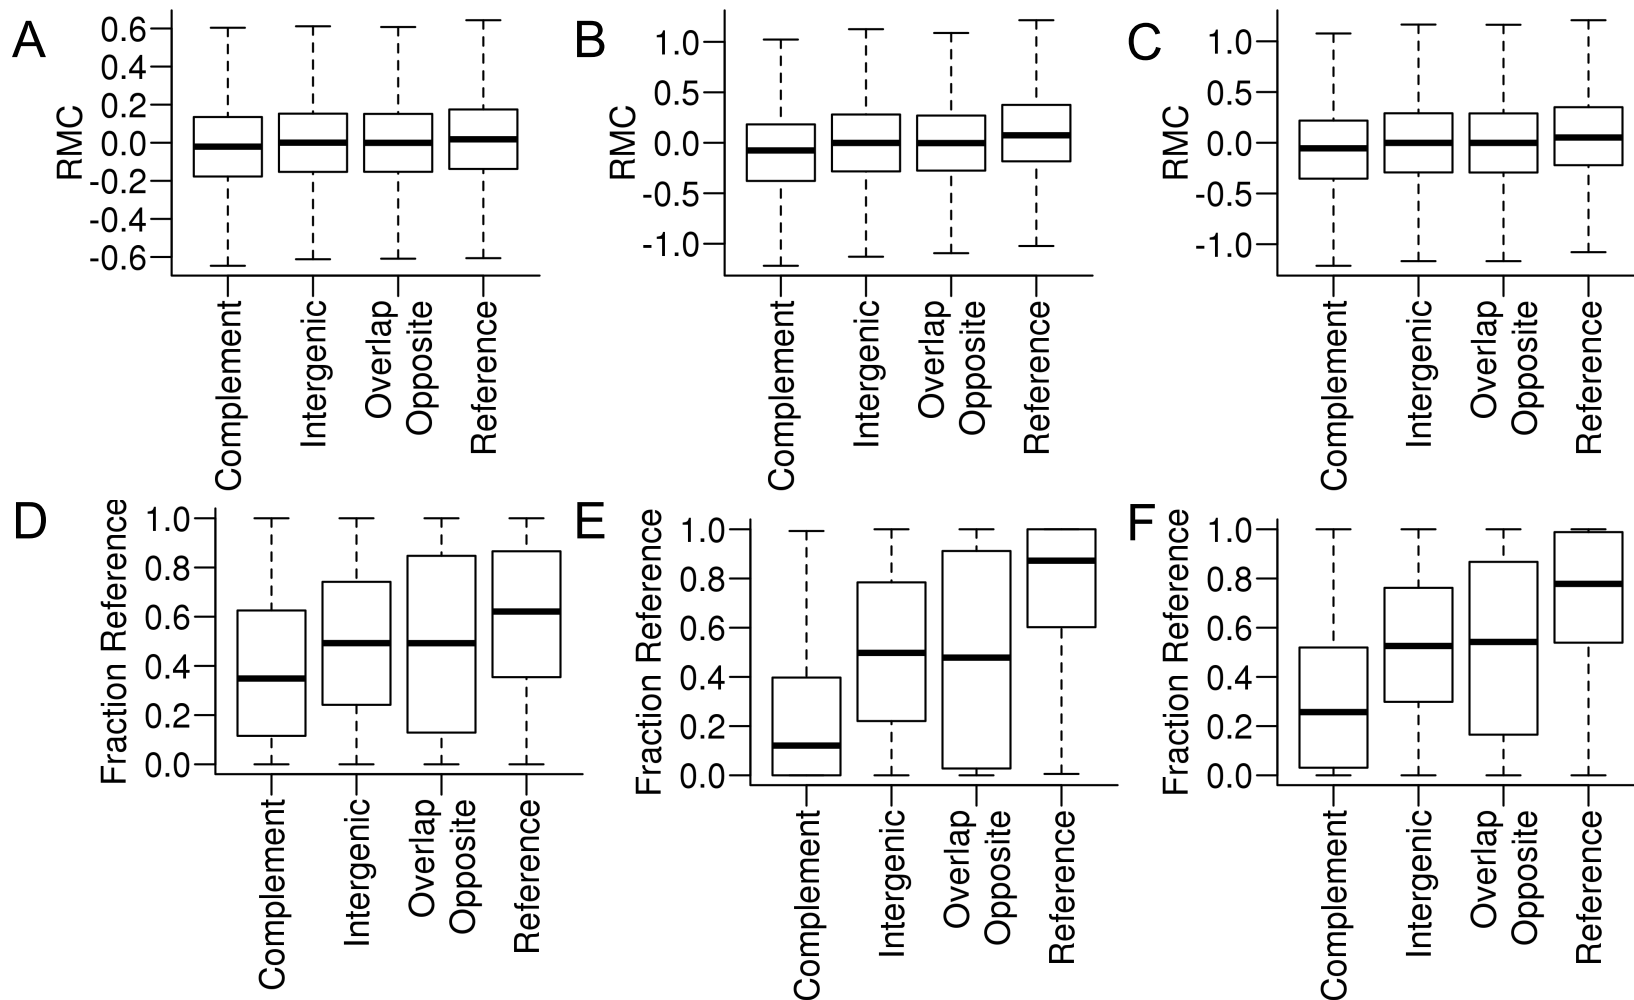 A
RMC
0.6
0.4
0.2
0.0
-0.2
-0.4
-0.6
Complement
Intergenic
Overlap
Opposite
Reference
B
RMC
1.0
0.5
0.0
-0.5
-1.0
Complement
Intergenic
Overlap
Opposite
Reference
C
RMC
1.0
0.5
0.0
-0.5
-1.0
Complement
Intergenic
Overlap
Opposite
Reference
D
Fraction Reference
1.0
0.8
0.6
0.4
0.2
0.0
Complement
Intergenic
Overlap
Opposite
Reference
E
Fraction Reference
1.0
0.8
0.6
0.4
0.2
0.0
Complement
Intergenic
Overlap
Opposite
Reference
F
Fraction Reference
1.0
0.8
0.6
0.4
0.2
0.0
Complement
Intergenic
Overlap
Opposite
Reference